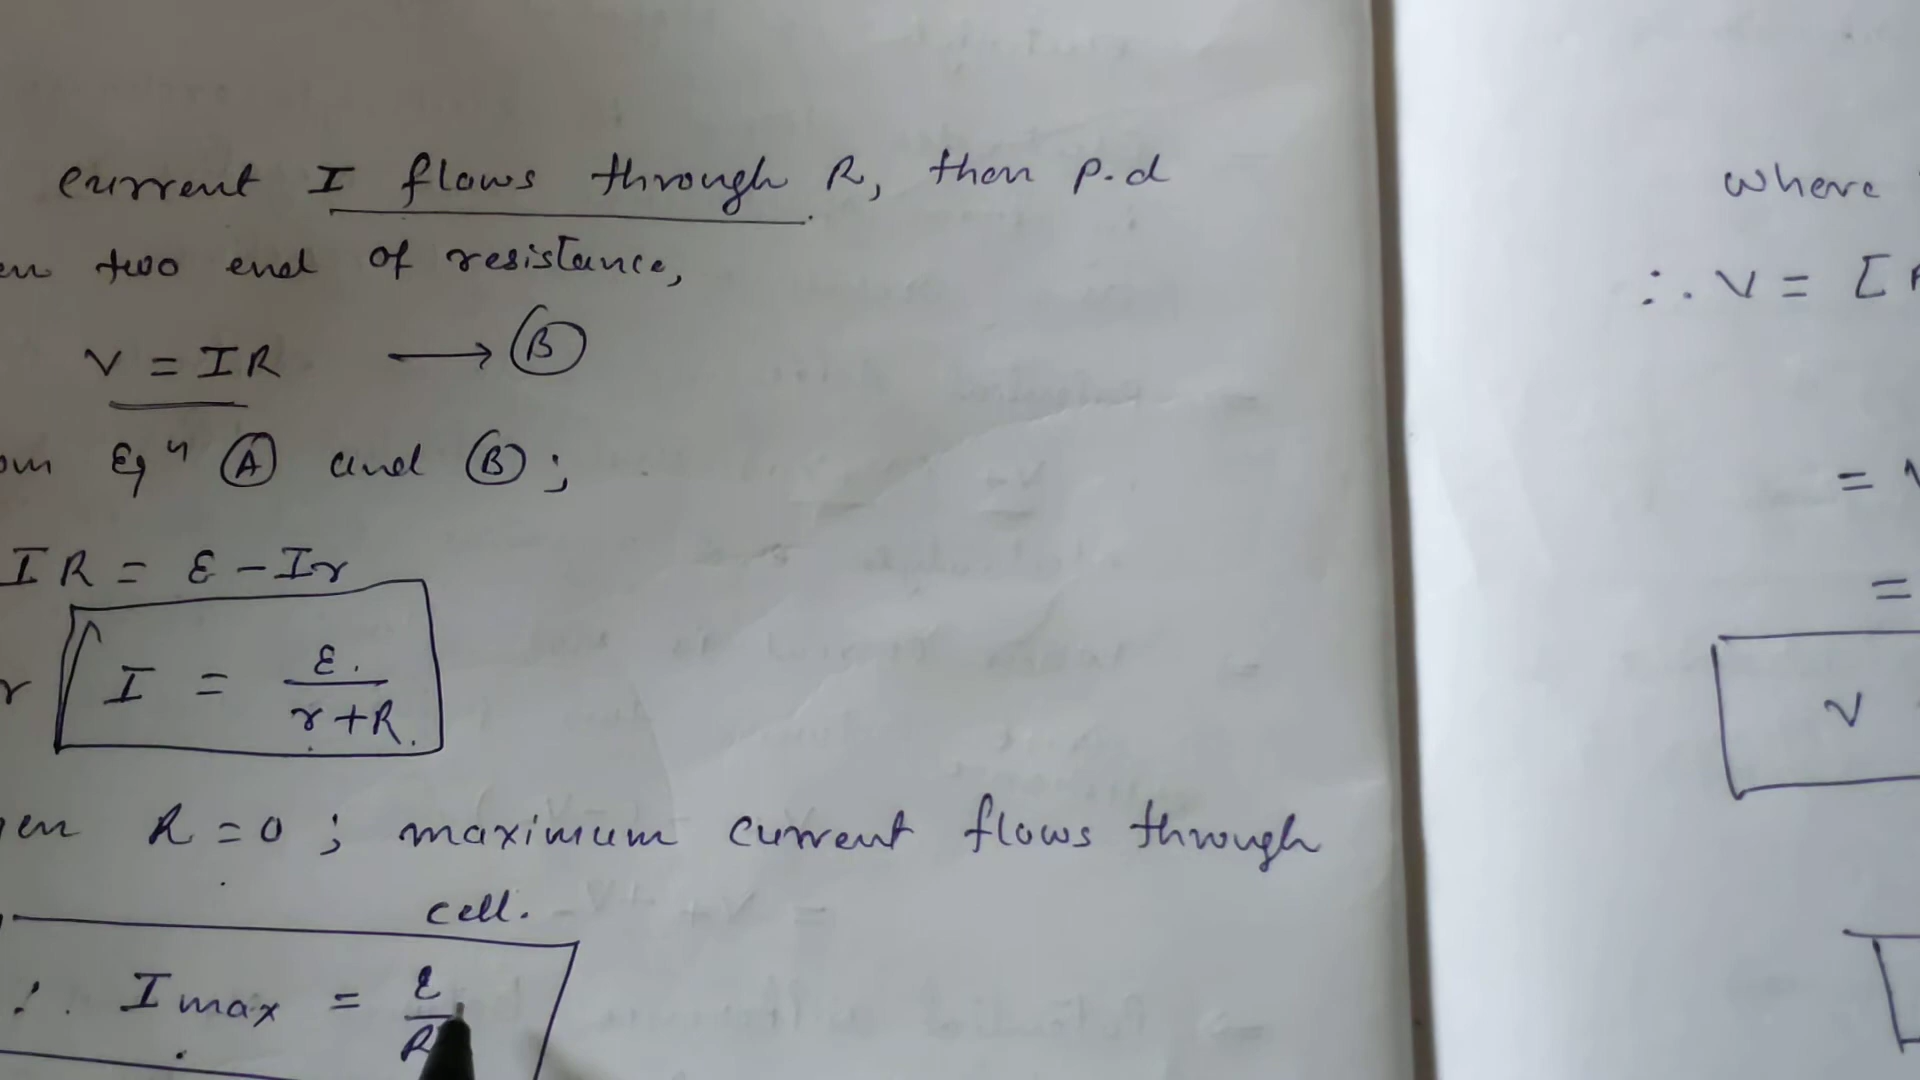 current I flows through R, then p.d
two end of resistance,
V = IR → (B)
Eqⁿ (A) and (B);
IR = ε - Ir
I = ε / r+R
R = 0 ; maximum current flows through
cell.
∴ I max = ε / R
where
∴ V = [
=
=
V